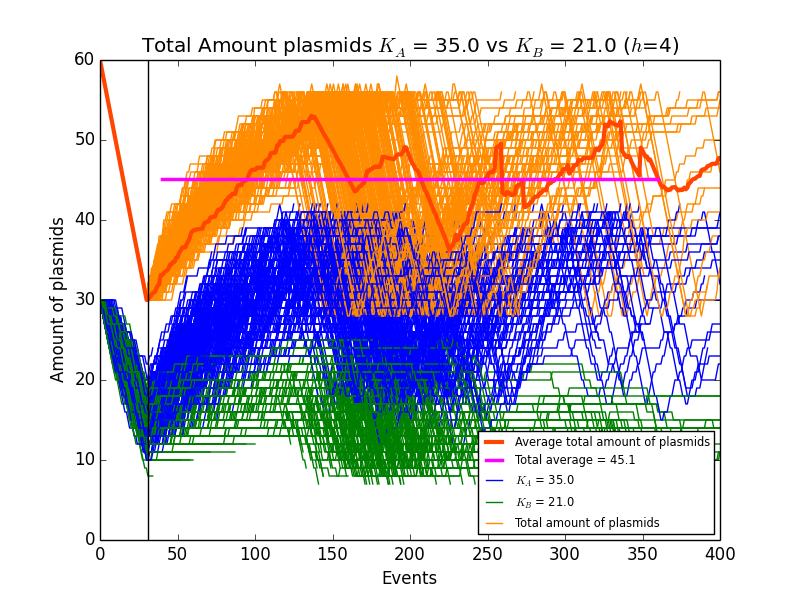 Total Amount plasmids K_A = 35.0 vs K_B = 21.0 (h=4)
60
50
40
30
20
10
0
Amount of plasmids
Average total amount of plasmids
Total average = 45.1
K_A = 35.0
K_B = 21.0
Total amount of plasmids
0 50 100 150 200 250 300 350 400
Events